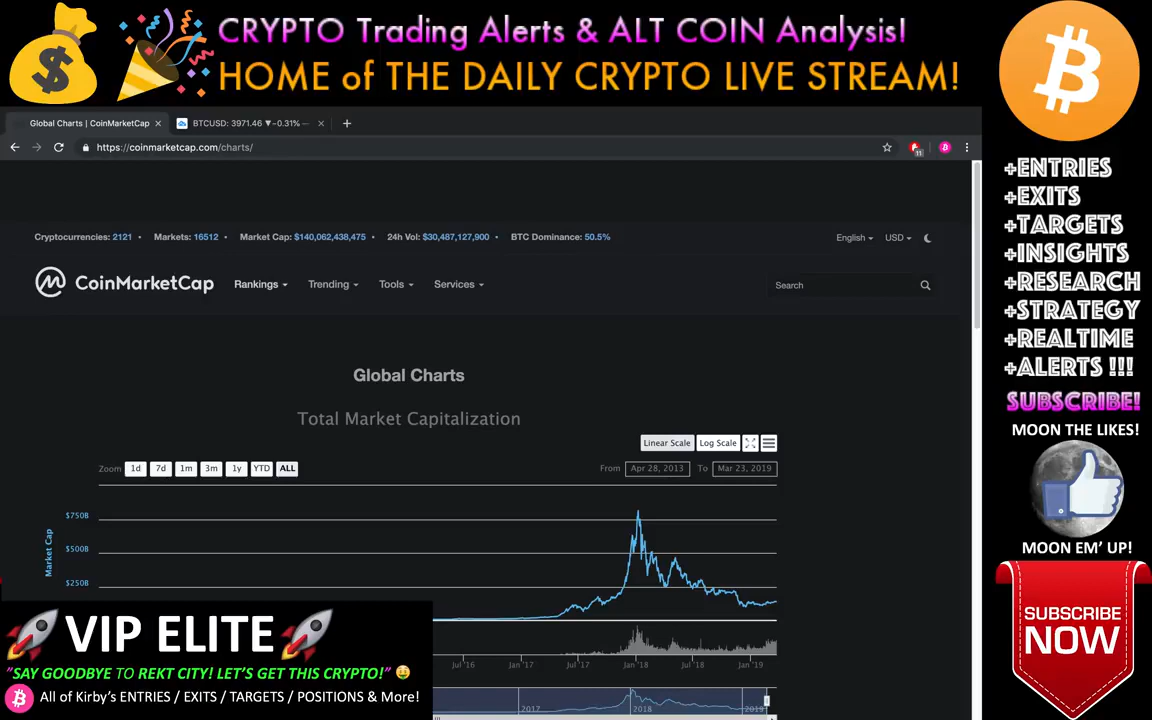 CRYPTO Trading Alerts & ALT COIN Analysis!
HOME of THE DAILY CRYPTO LIVE STREAM!
Global Charts | CoinMarketCap
BTCUSD: 3971.46 ▼−0.31% —
https://coinmarketcap.com/charts/
11
Cryptocurrencies: 2121 • Markets: 16512 • Market Cap: $140,062,438,475 • 24h Vol: $30,487,127,900 • BTC Dominance: 50.5%
English USD
CoinMarketCap
Rankings Trending Tools Services
Search
Global Charts
Total Market Capitalization
Linear Scale Log Scale
Zoom 1d 7d 1m 3m 1y YTD ALL
From Apr 28, 2013 To Mar 23, 2019
Market Cap
$750B
$500B
$250B
Jul '16 Jan '17 Jul '17 Jan '18 Jul '18 Jan '19
2017 2018 2019
VIP ELITE
"SAY GOODBYE TO REKT CITY! LET'S GET THIS CRYPTO!"
All of Kirby's ENTRIES / EXITS / TARGETS / POSITIONS & More!
+ENTRIES
+EXITS
+TARGETS
+INSIGHTS
+RESEARCH
+STRATEGY
+REALTIME
+ALERTS !!!
SUBSCRIBE!
MOON THE LIKES!
MOON EM' UP!
SUBSCRIBE
NOW